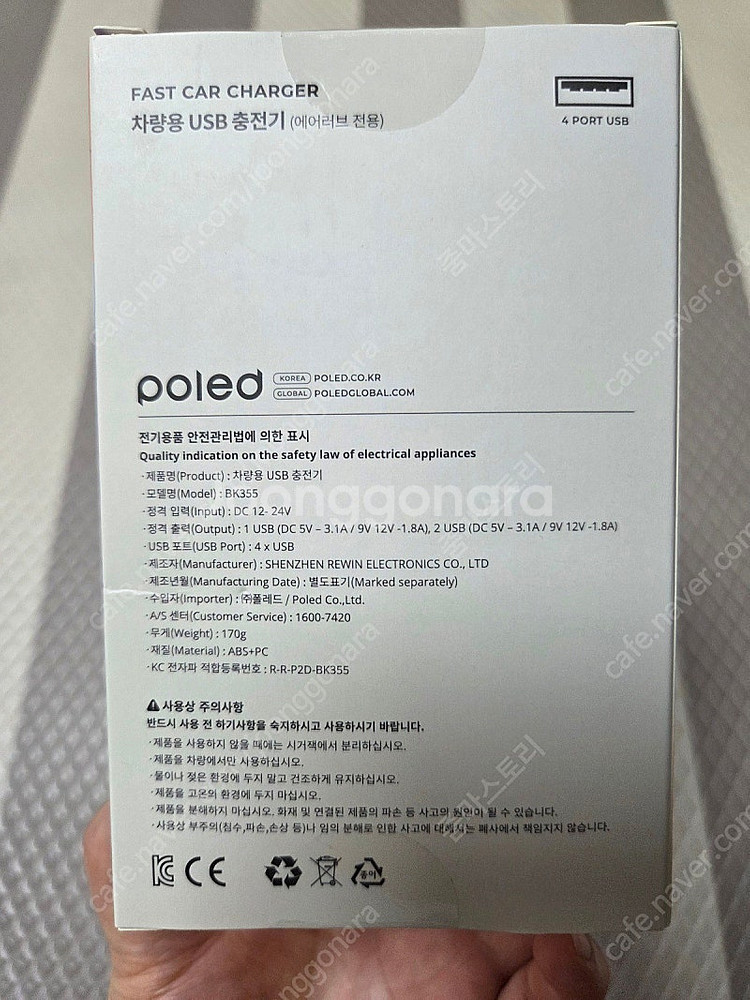 FAST CAR CHARGER
차량용 USB 충전기 (에어러브 전용)
4 PORT USB
poled
KOREA POLED.CO.KR
GLOBAL POLEDGLOBAL.COM
전기용품 안전관리법에 의한 표시
Quality indication on the safety law of electrical appliances
·제품명(Product) : 차량용 USB 충전기
·모델명(Model) : BK355
·정격 입력(Input) : DC 12- 24V
·정격 출력(Output) : 1 USB (DC 5V – 3.1A / 9V 12V -1.8A), 2 USB (DC 5V – 3.1A / 9V 12V -1.8A)
·USB 포트(USB Port) : 4 x USB
·제조자(Manufacturer) : SHENZHEN REWIN ELECTRONICS CO., LTD
·제조년월(Manufacturing Date) : 별도표기(Marked separately)
·수입자(Importer) : ㈜폴레드 / Poled Co.,Ltd.
·A/S 센터(Customer Service) : 1600-7420
·무게(Weight) : 170g
·재질(Material) : ABS+PC
·KC 전자파 적합등록번호 : R-R-P2D-BK355
사용상 주의사항
반드시 사용 전 하기사항을 숙지하시고 사용하시기 바랍니다.
·제품을 사용하지 않을 때에는 시거잭에서 분리하십시오.
·제품을 차량에서만 사용하십시오.
·물이나 젖은 환경에 두지 말고 건조하게 유지하십시오.
·제품을 고온의 환경에 두지 마십시오.
·제품을 분해하지 마십시오. 화재 및 연결된 제품의 파손 등 사고의 원인이 될 수 있습니다.
·사용상 부주의(침수,파손,손상 등)나 임의 분해로 인한 사고에 대해서는 폐사에서 책임지지 않습니다.
KC CE
종이
joonggonara
cafe.naver.com/joonggonara
중마스토리
cafe.naver.com